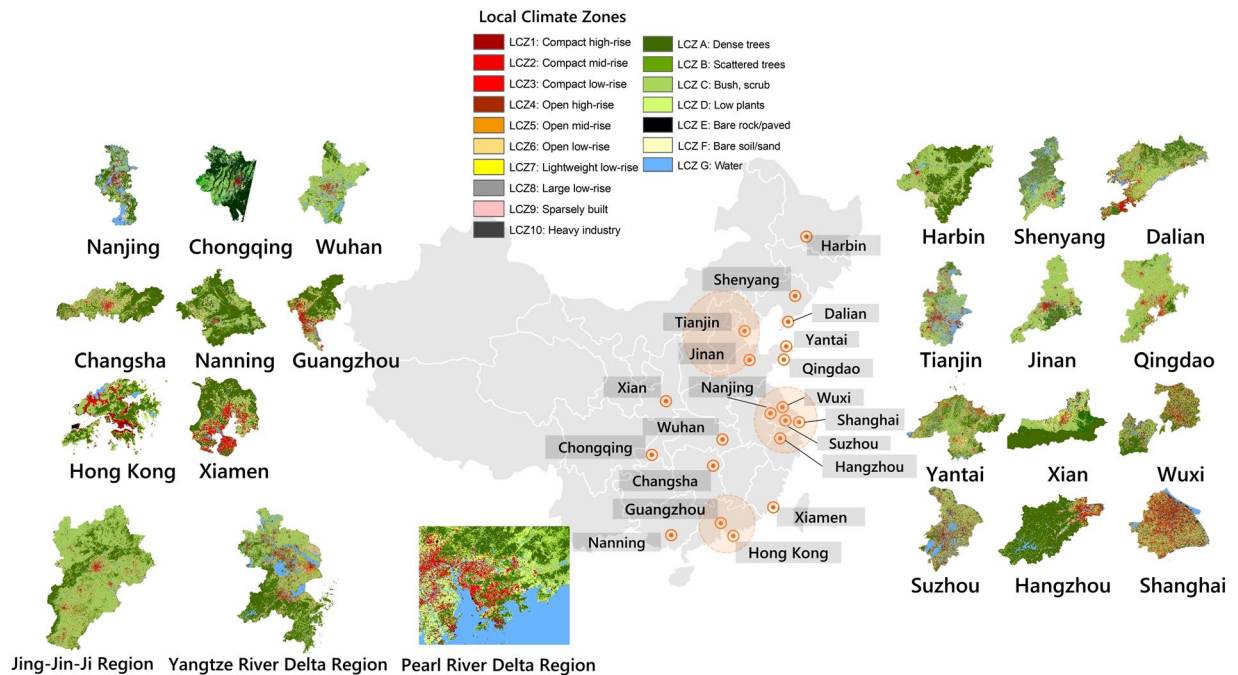 Local Climate Zones
LCZ1: Compact high-rise
LCZ2: Compact mid-rise
LCZ3: Compact low-rise
LCZ4: Open high-rise
LCZ5: Open mid-rise
LCZ6: Open low-rise
LCZ7: Lightweight low-rise
LCZ8: Large low-rise
LCZ9: Sparsely built
LCZ10: Heavy industry
LCZ A: Dense trees
LCZ B: Scattered trees
LCZ C: Bush, scrub
LCZ D: Low plants
LCZ E: Bare rock/paved
LCZ F: Bare soil/sand
LCZ G: Water
Nanjing
Chongqing
Wuhan
Changsha
Nanning
Guangzhou
Hong Kong
Xiamen
Jing-Jin-Ji Region
Yangtze River Delta Region
Pearl River Delta Region
Harbin
Shenyang
Dalian
Tianjin
Yantai
Jinan
Qingdao
Xian
Nanjing
Wuxi
Shanghai
Wuhan
Suzhou
Chongqing
Hangzhou
Changsha
Guangzhou
Xiamen
Nanning
Hong Kong
Harbin
Shenyang
Dalian
Tianjin
Jinan
Qingdao
Yantai
Xian
Wuxi
Suzhou
Hangzhou
Shanghai